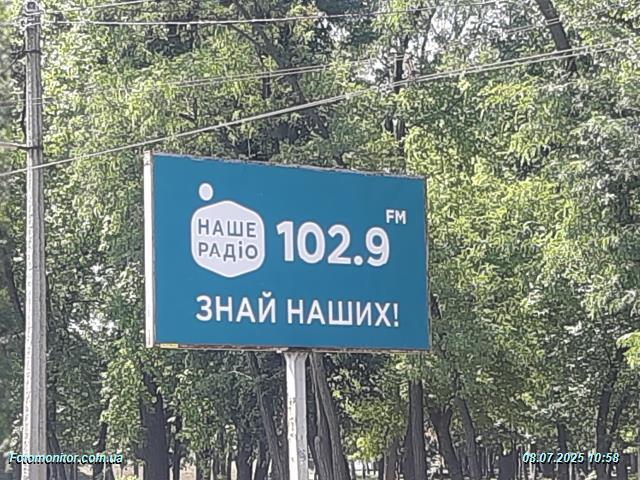 НАШЕ
РАДІО
102.9 FM
ЗНАЙ НАШИХ!
Fotomonitor.com.ua
08.07.2025 10:58